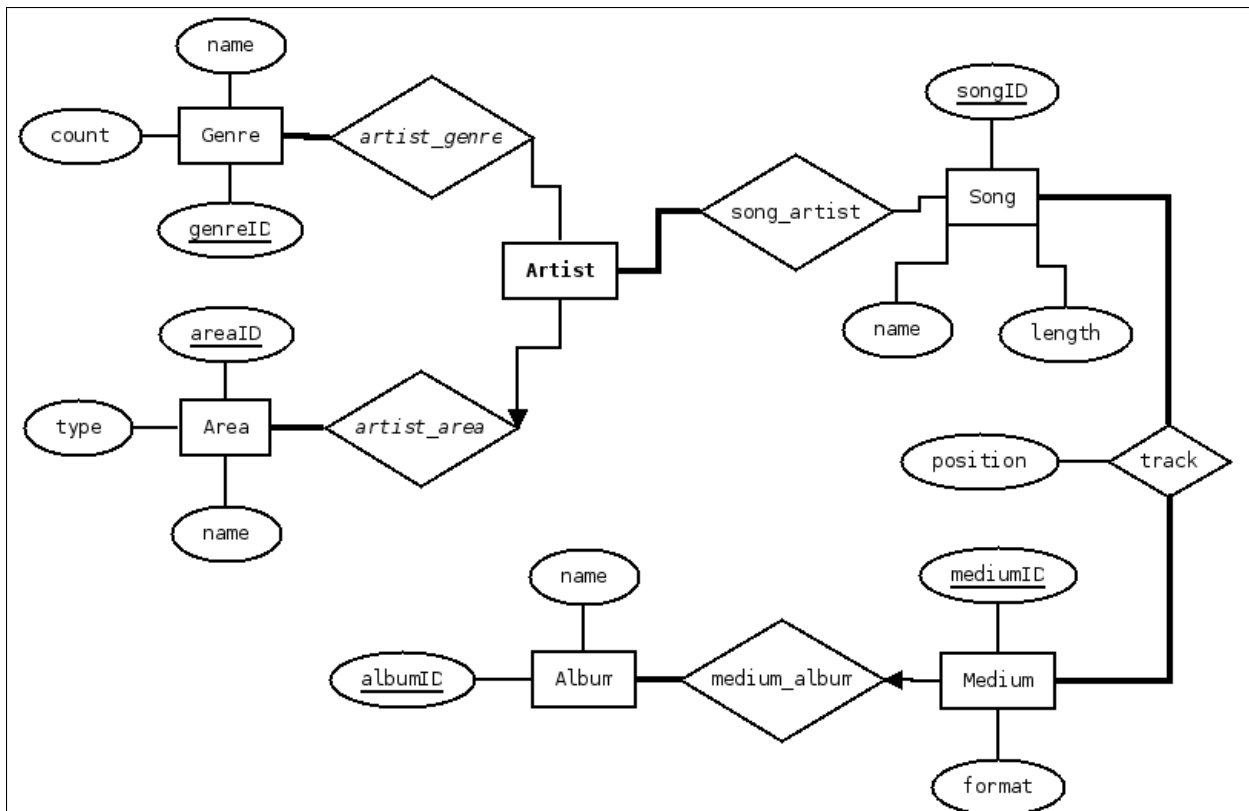 name
count
Genre
artist_genre
genreID
songID
Song
song_artist
Artist
name
length
areaID
type
Area
artist_area
name
position
track
name
mediumID
albumID
Album
medium_album
Medium
format